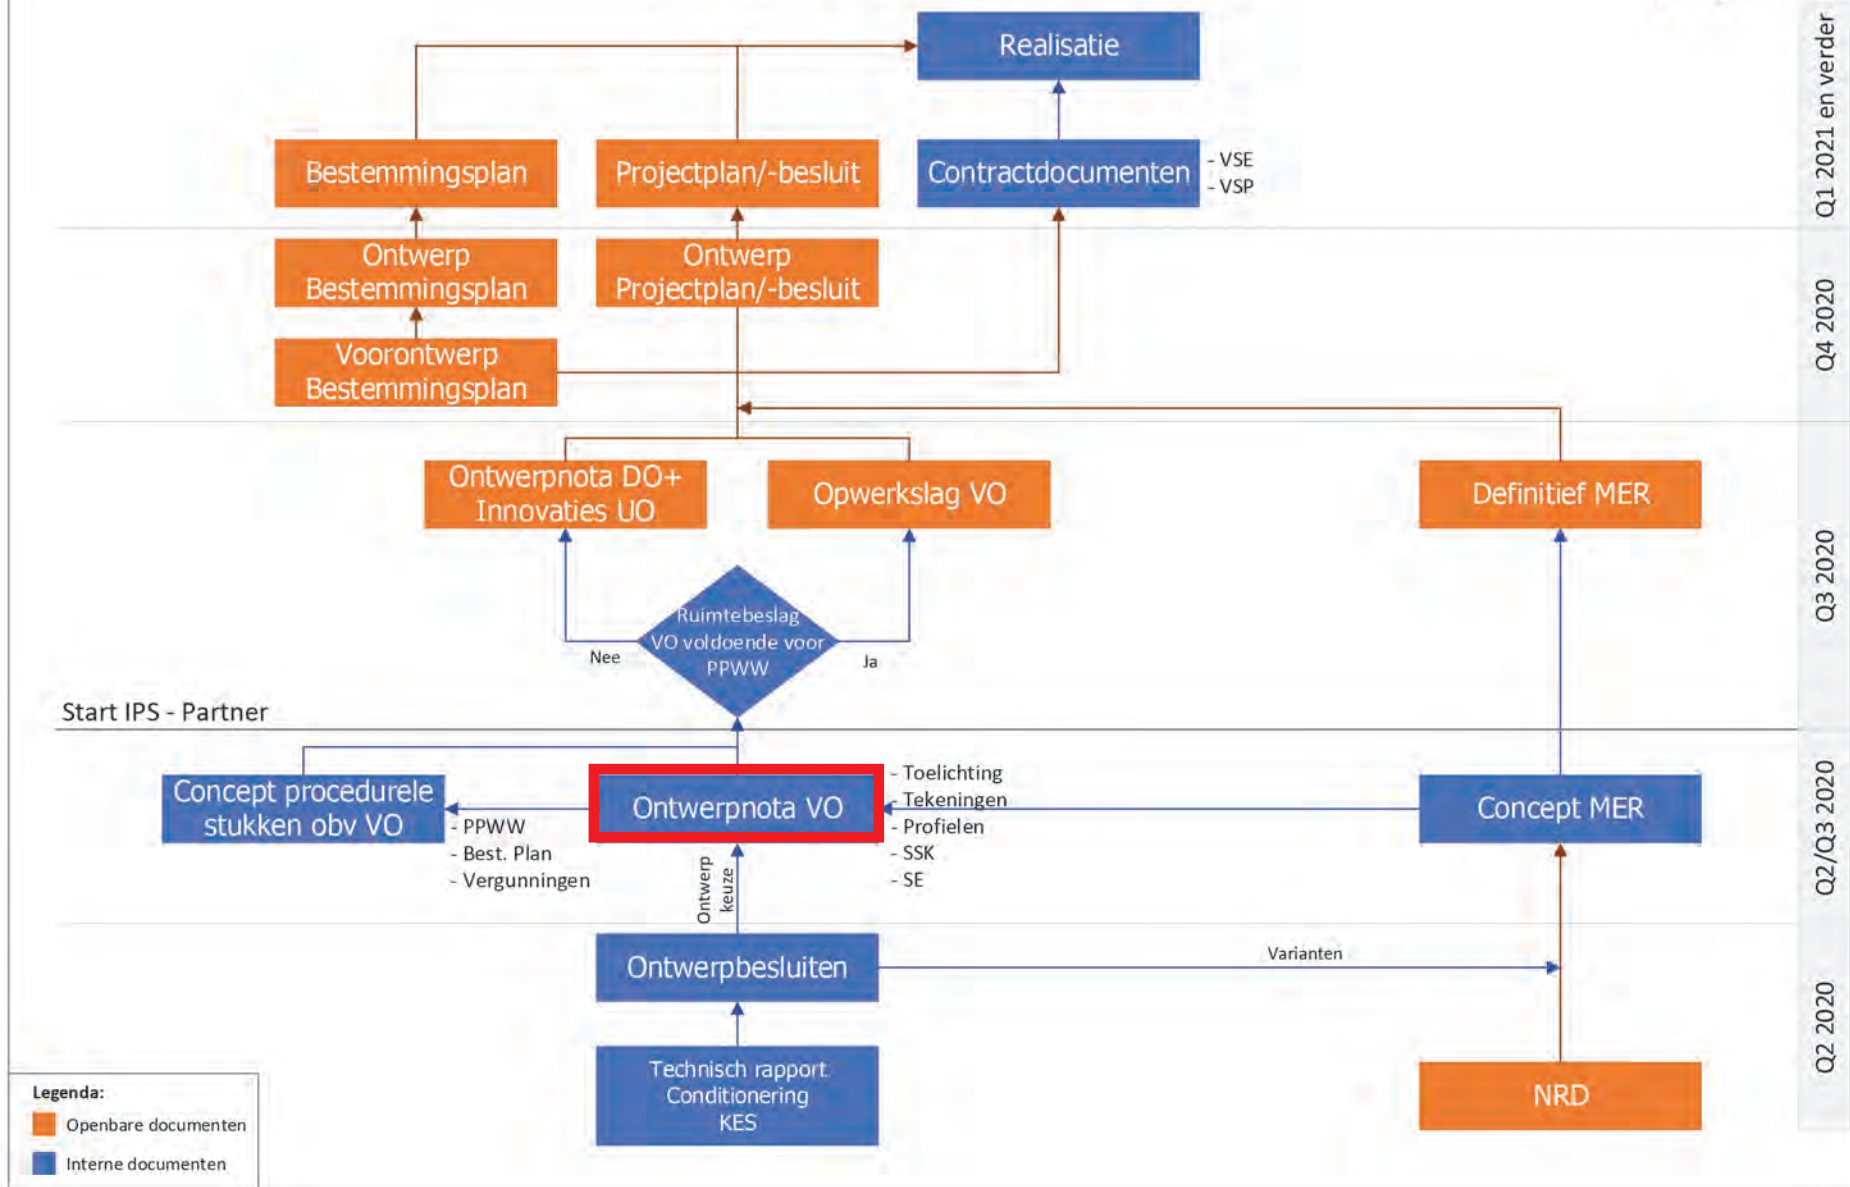 Realisatie
Bestemmingsplan
Projectplan/-besluit
Contractdocumenten
- VSE
- VSP
Q1 2021 en verder
Ontwerp
Bestemmingsplan
Ontwerp
Projectplan/-besluit
Voorontwerp
Bestemmingsplan
Q4 2020
Ontwerpnota DO+
Innovaties UO
Opwerkslag VO
Definitief MER
Q3 2020
Ruimtebeslag
VO voldoende voor
PPWW
Nee
Ja
Start IPS - Partner
Concept procedurele
stukken obv VO
- PPWW
- Best. Plan
- Vergunningen
Ontwerpnota VO
- Toelichting
- Tekeningen
- Profielen
- SSK
- SE
Concept MER
Q2/Q3 2020
Ontwerp
keuze
Ontwerpbesluiten
Varianten
Q2 2020
Technisch rapport
Conditionering
KES
NRD
Legenda:
Openbare documenten
Interne documenten